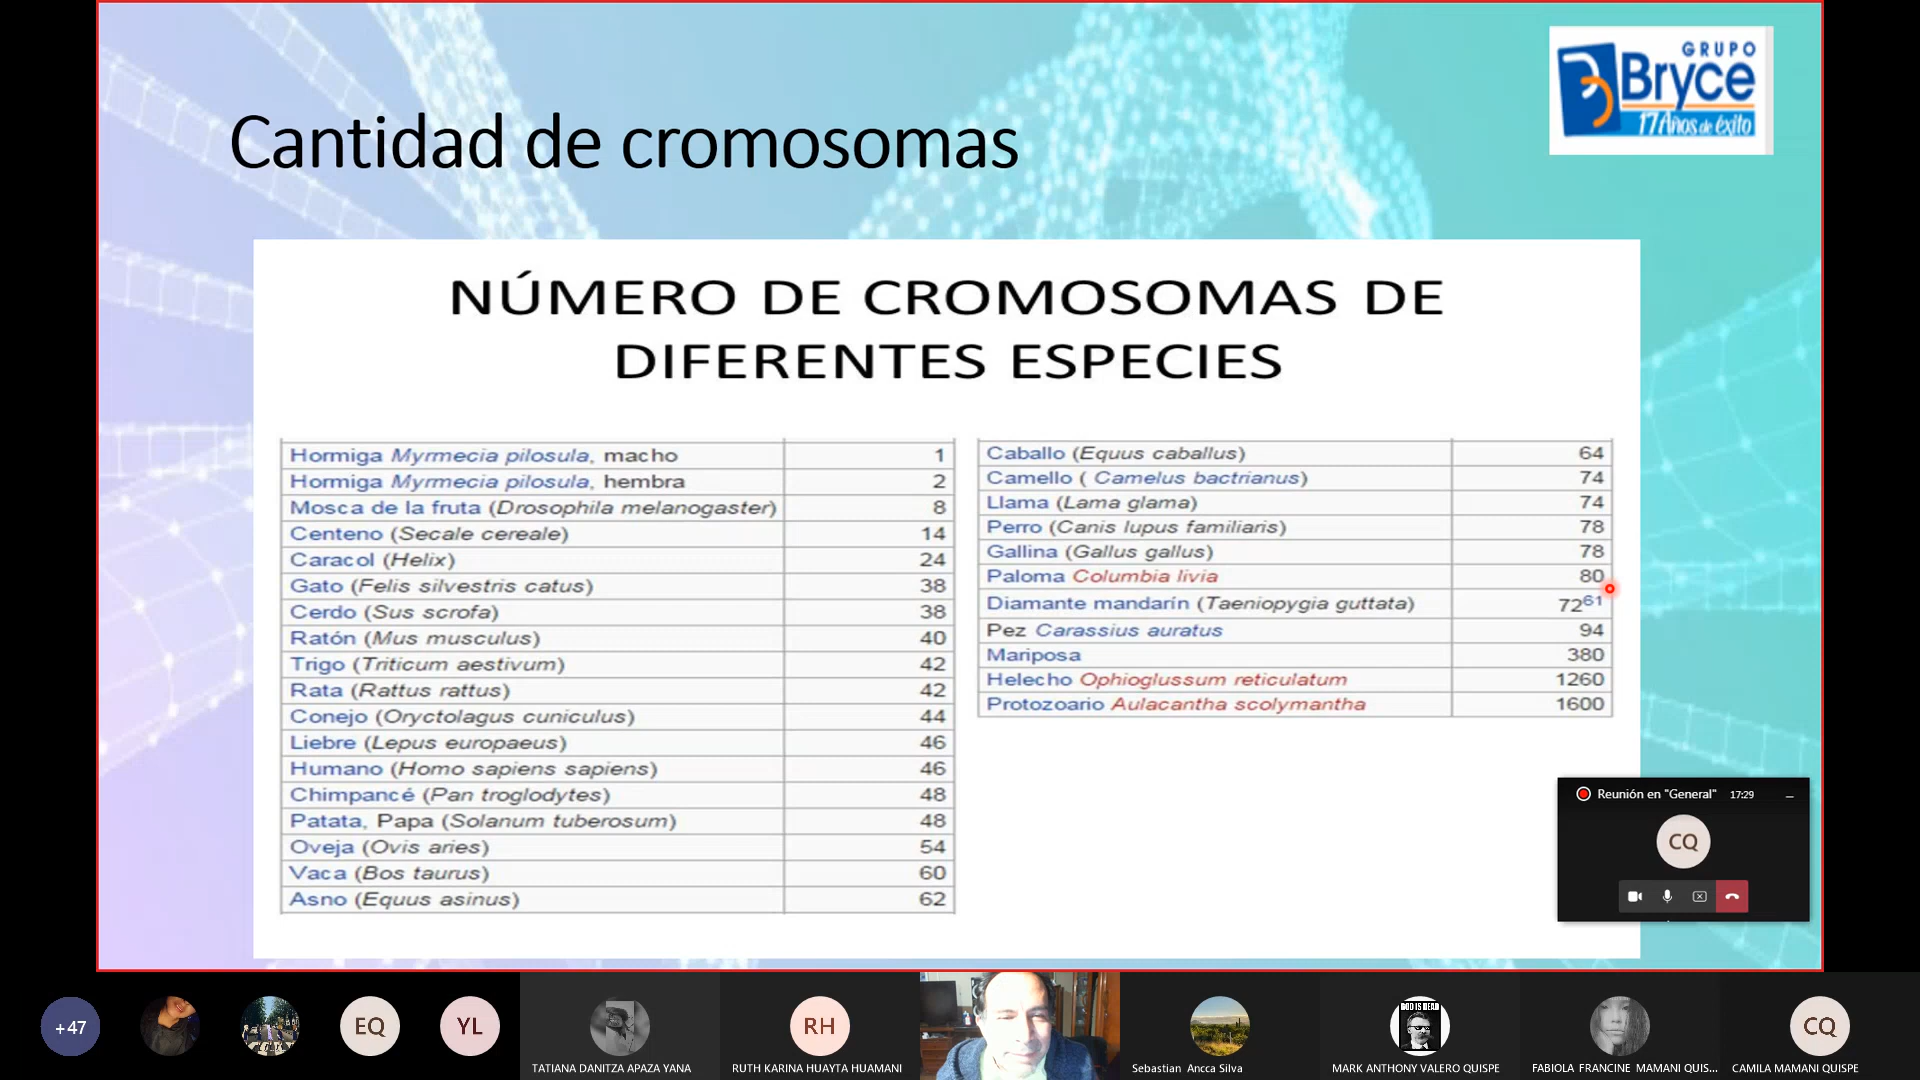 GRUPO
Bryce
17 Años de éxito
Cantidad de cromosomas
NÚMERO DE CROMOSOMAS DE
DIFERENTES ESPECIES
Hormiga Myrmecia pilosula, macho 1
Hormiga Myrmecia pilosula, hembra 2
Mosca de la fruta (Drosophila melanogaster) 8
Centeno (Secale cereale) 14
Caracol (Helix) 24
Gato (Felis silvestris catus) 38
Cerdo (Sus scrofa) 38
Ratón (Mus musculus) 40
Trigo (Triticum aestivum) 42
Rata (Rattus rattus) 42
Conejo (Oryctolagus cuniculus) 44
Liebre (Lepus europaeus) 46
Humano (Homo sapiens sapiens) 46
Chimpancé (Pan troglodytes) 48
Patata, Papa (Solanum tuberosum) 48
Oveja (Ovis aries) 54
Vaca (Bos taurus) 60
Asno (Equus asinus) 62
Caballo (Equus caballus) 64
Camello ( Camelus bactrianus) 74
Llama (Lama glama) 74
Perro (Canis lupus familiaris) 78
Gallina (Gallus gallus) 78
Paloma Columbia livia 80
Diamante mandarín (Taeniopygia guttata) 72⁶¹
Pez Carassius auratus 94
Mariposa 380
Helecho Ophioglussum reticulatum 1260
Protozoario Aulacantha scolymantha 1600
Reunión en "General" 17:29
CQ
+47
EQ
YL
TATIANA DANITZA APAZA YANA
RH
RUTH KARINA HUAYTA HUAMANI
Sebastian Ancca Silva
GOD IS DEAD
MARK ANTHONY VALERO QUISPE
FABIOLA FRANCINE MAMANI QUIS...
CQ
CAMILA MAMANI QUISPE